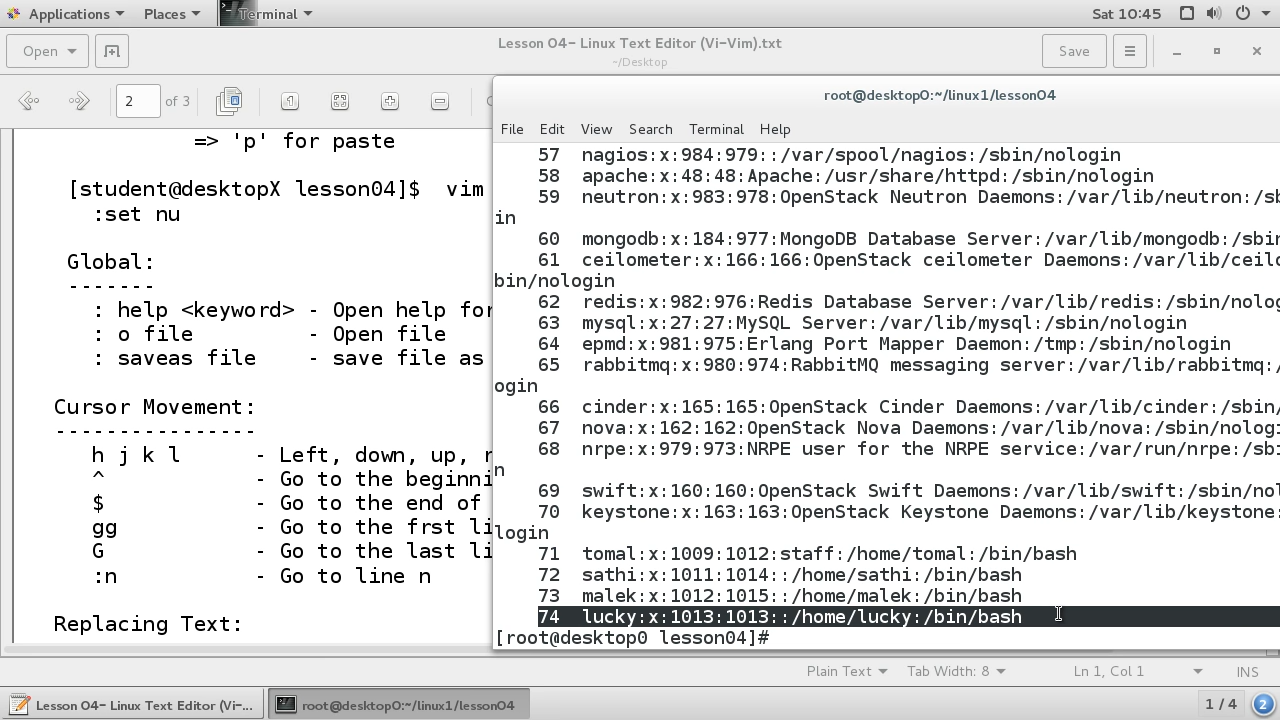 Applications Places Terminal Sat 10:45
Open Lesson 04- Linux Text Editor (Vi-Vim).txt Save
~/Desktop
2 of 3
=> 'p' for paste
[student@desktopX lesson04]$ vim
:set nu
Global:
-------
: help <keyword> - Open help for
: o file - Open file
: saveas file - save file as
Cursor Movement:
----------------
h j k l - Left, down, up, r
^ - Go to the beginni
$ - Go to the end of
gg - Go to the frst li
G - Go to the last li
:n - Go to line n
Replacing Text:
root@desktop0:~/linux1/lesson04
File Edit View Search Terminal Help
57 nagios:x:984:979::/var/spool/nagios:/sbin/nologin
58 apache:x:48:48:Apache:/usr/share/httpd:/sbin/nologin
59 neutron:x:983:978:OpenStack Neutron Daemons:/var/lib/neutron:/sb
in
60 mongodb:x:184:977:MongoDB Database Server:/var/lib/mongodb:/sbin
61 ceilometer:x:166:166:OpenStack ceilometer Daemons:/var/lib/ceilo
bin/nologin
62 redis:x:982:976:Redis Database Server:/var/lib/redis:/sbin/nolog
63 mysql:x:27:27:MySQL Server:/var/lib/mysql:/sbin/nologin
64 epmd:x:981:975:Erlang Port Mapper Daemon:/tmp:/sbin/nologin
65 rabbitmq:x:980:974:RabbitMQ messaging server:/var/lib/rabbitmq:/
ogin
66 cinder:x:165:165:OpenStack Cinder Daemons:/var/lib/cinder:/sbin/
67 nova:x:162:162:OpenStack Nova Daemons:/var/lib/nova:/sbin/nologi
68 nrpe:x:979:973:NRPE user for the NRPE service:/var/run/nrpe:/sbi
n
69 swift:x:160:160:OpenStack Swift Daemons:/var/lib/swift:/sbin/nol
70 keystone:x:163:163:OpenStack Keystone Daemons:/var/lib/keystone:
login
71 tomal:x:1009:1012:staff:/home/tomal:/bin/bash
72 sathi:x:1011:1014::/home/sathi:/bin/bash
73 malek:x:1012:1015::/home/malek:/bin/bash
74 lucky:x:1013:1013::/home/lucky:/bin/bash
[root@desktop0 lesson04]#
Plain Text Tab Width: 8 Ln 1, Col 1 INS
Lesson 04- Linux Text Editor (Vi-... root@desktop0:~/linux1/lesson04 1 / 4 2